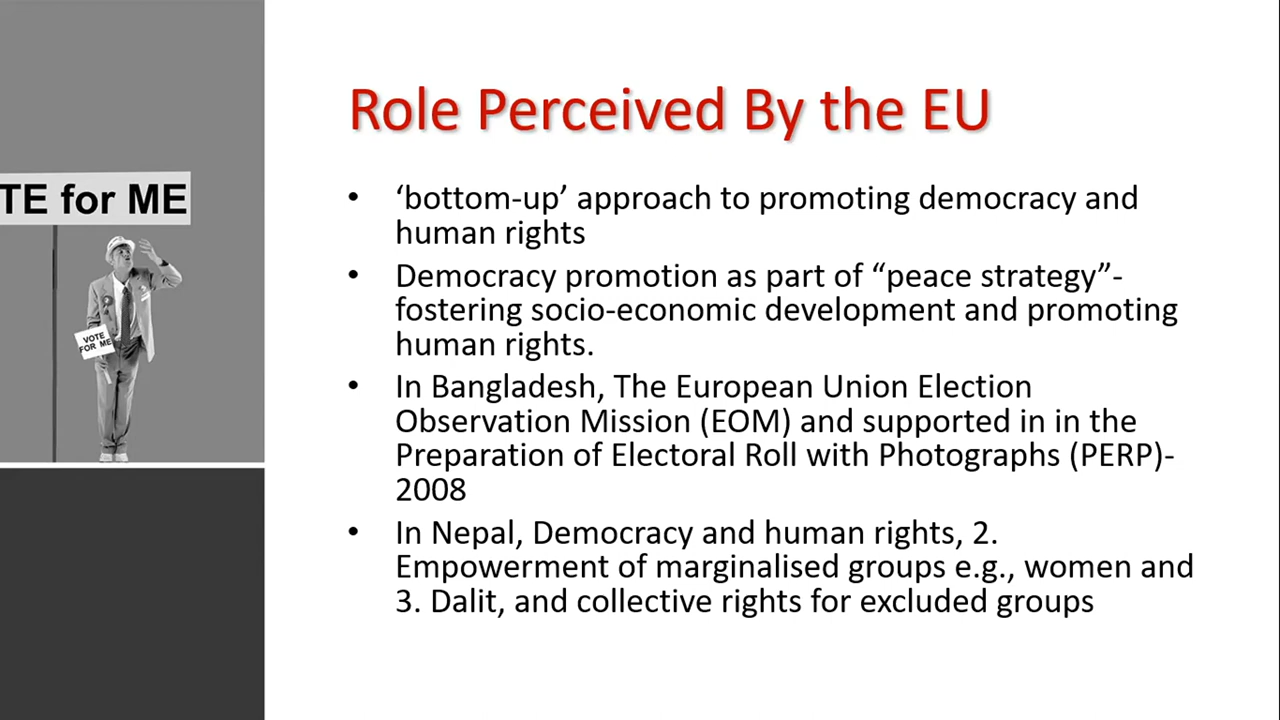 Role Perceived By the EU
TE for ME
VOTE
FOR ME
• ‘bottom-up’ approach to promoting democracy and
human rights
• Democracy promotion as part of “peace strategy”-
fostering socio-economic development and promoting
human rights.
• In Bangladesh, The European Union Election
Observation Mission (EOM) and supported in in the
Preparation of Electoral Roll with Photographs (PERP)-
2008
• In Nepal, Democracy and human rights, 2.
Empowerment of marginalised groups e.g., women and
3. Dalit, and collective rights for excluded groups